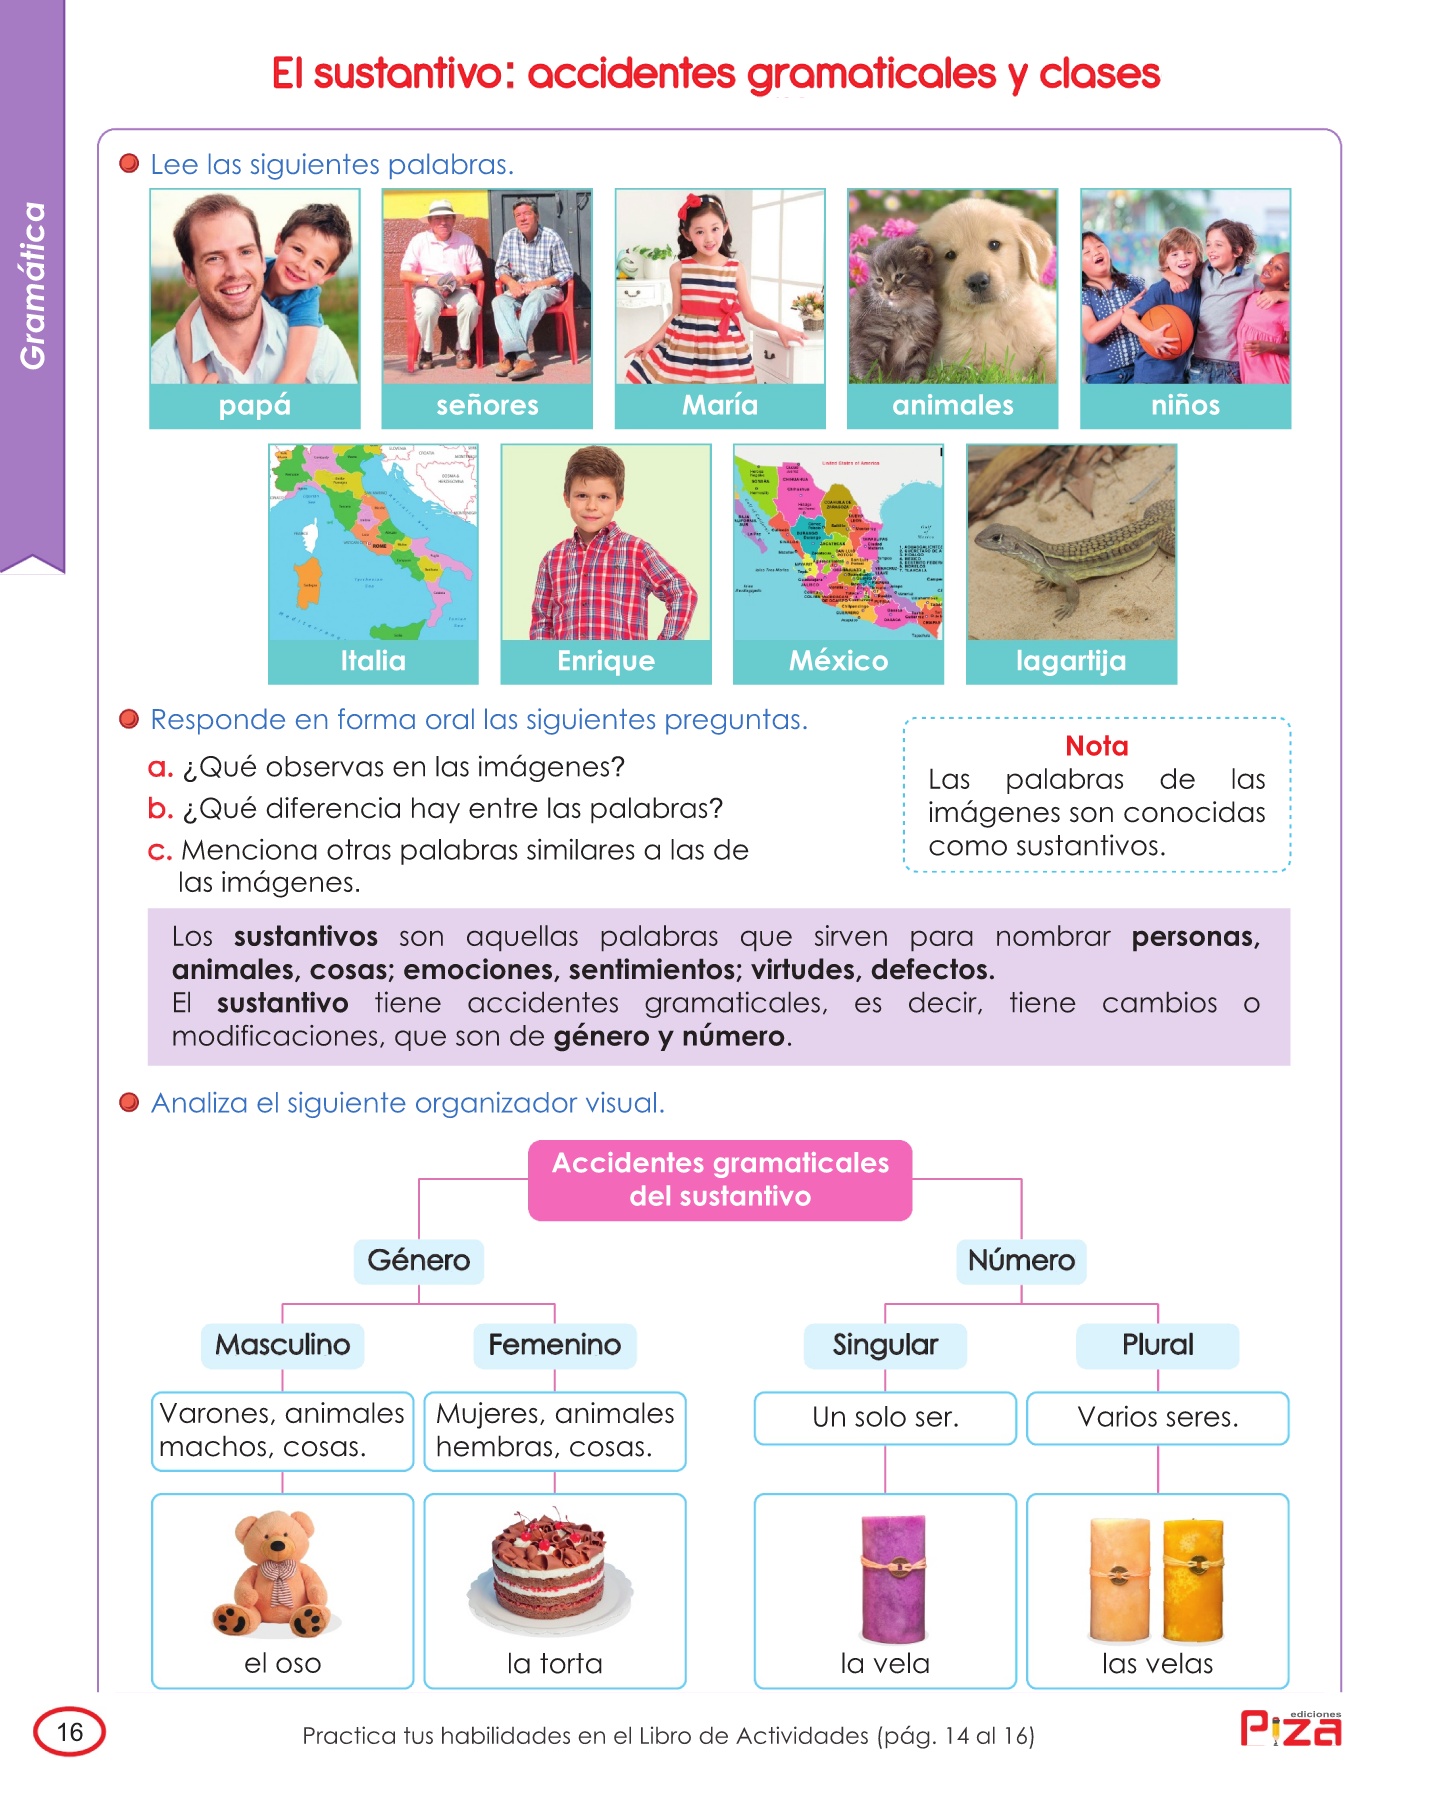 El sustantivo: accidentes gramaticales y clases
Gramática
Lee las siguientes palabras.
papá
señores
María
animales
niños
Italia
Enrique
United States of America
México
lagartija
Responde en forma oral las siguientes preguntas.
a. ¿Qué observas en las imágenes?
b. ¿Qué diferencia hay entre las palabras?
c. Menciona otras palabras similares a las de
las imágenes.
Nota
Las palabras de las
imágenes son conocidas
como sustantivos.
Los sustantivos son aquellas palabras que sirven para nombrar personas,
animales, cosas; emociones, sentimientos; virtudes, defectos.
El sustantivo tiene accidentes gramaticales, es decir, tiene cambios o
modificaciones, que son de género y número.
Analiza el siguiente organizador visual.
Accidentes gramaticales
del sustantivo
Género
Número
Masculino
Femenino
Singular
Plural
Varones, animales
machos, cosas.
Mujeres, animales
hembras, cosas.
Un solo ser.
Varios seres.
el oso
la torta
la vela
las velas
16
Practica tus habilidades en el Libro de Actividades (pág. 14 al 16)
ediciones
Piza